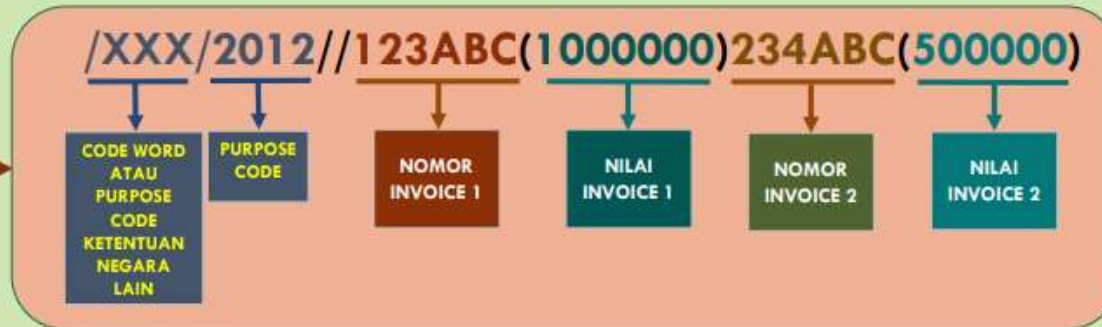 /XXX/2012//123ABC(1000000)234ABC(500000)
CODE WORD
ATAU
PURPOSE
CODE
KETENTUAN
NEGARA
LAIN
PURPOSE
CODE
NOMOR
INVOICE 1
NILAI
INVOICE 1
NOMOR
INVOICE 2
NILAI
INVOICE 2